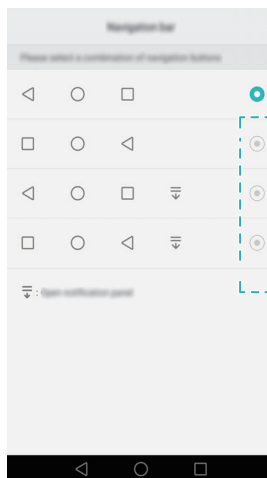 Navigation bar
Please select a combination of navigation buttons
: Open notification panel